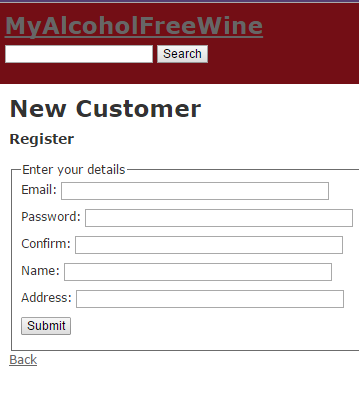 MyAlcoholFreeWine
Search
New Customer
Register
Enter your details
Email:
Password:
Confirm:
Name:
Address:
Submit
Back